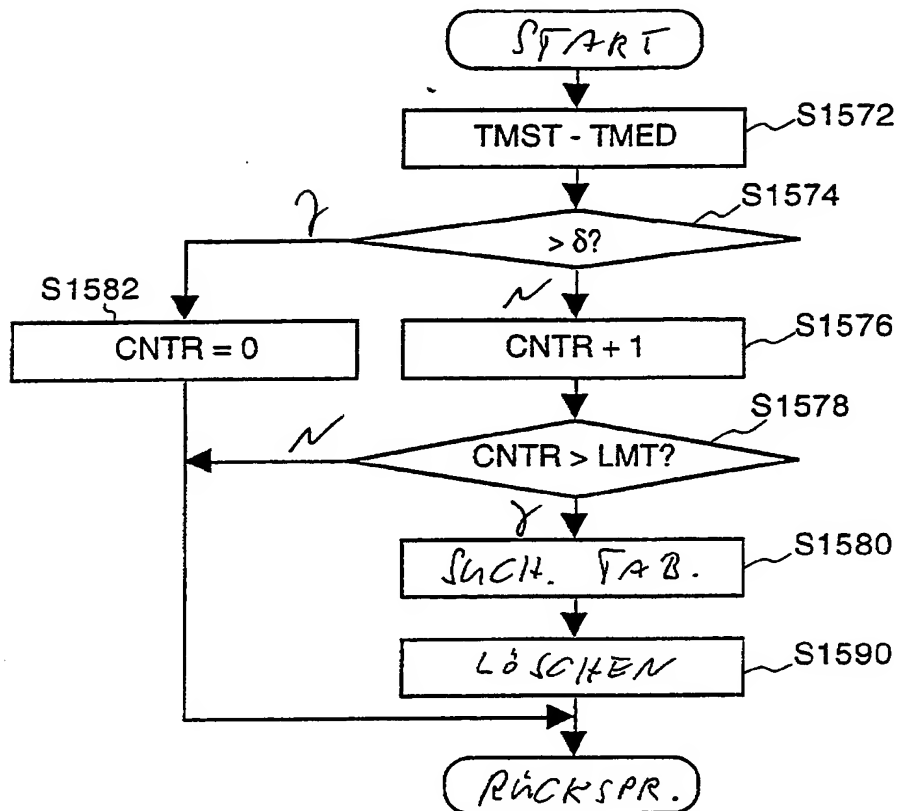 START
TMST - TMED
S1572
S1574
Y
> δ?
S1582
N
CNTR = 0
CNTR + 1
S1576
S1578
N
CNTR > LMT?
Y
SUCH. TAB.
S1580
LÖSCHEN
S1590
RÜCKSPR.